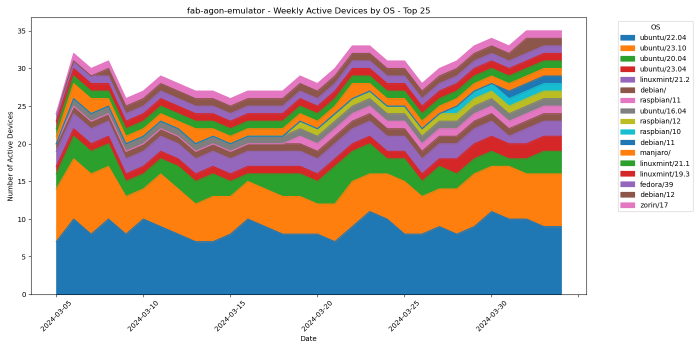 fab-agon-emulator - Weekly Active Devices by OS - Top 25
Number of Active Devices
35
30
25
20
15
10
5
0
2024-03-05
2024-03-10
2024-03-15
2024-03-20
2024-03-25
2024-03-30
Date
OS
ubuntu/22.04
ubuntu/23.10
ubuntu/20.04
ubuntu/23.04
linuxmint/21.2
debian/
raspbian/11
ubuntu/16.04
raspbian/12
raspbian/10
debian/11
manjaro/
linuxmint/21.1
linuxmint/19.3
fedora/39
debian/12
zorin/17